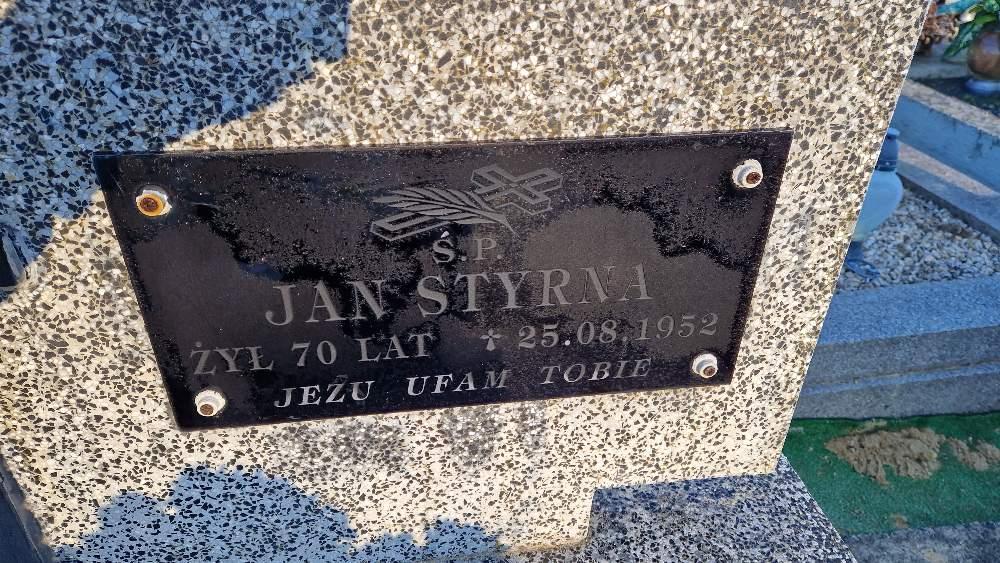 Ś.P.
JAN STYRNA
ŻYŁ 70 LAT † 25.08.1952
JEZU UFAM TOBIE